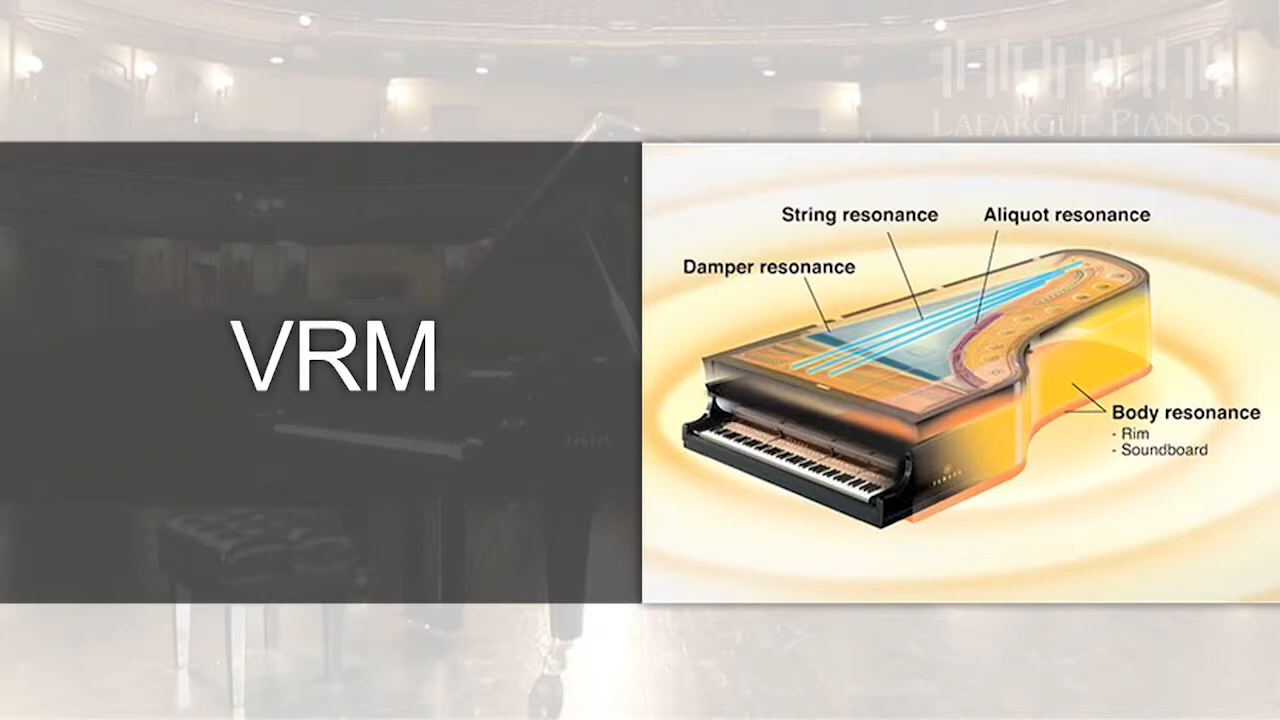 LAFARGUE PIANOS
VRM
String resonance
Aliquot resonance
Damper resonance
Body resonance
- Rim
- Soundboard